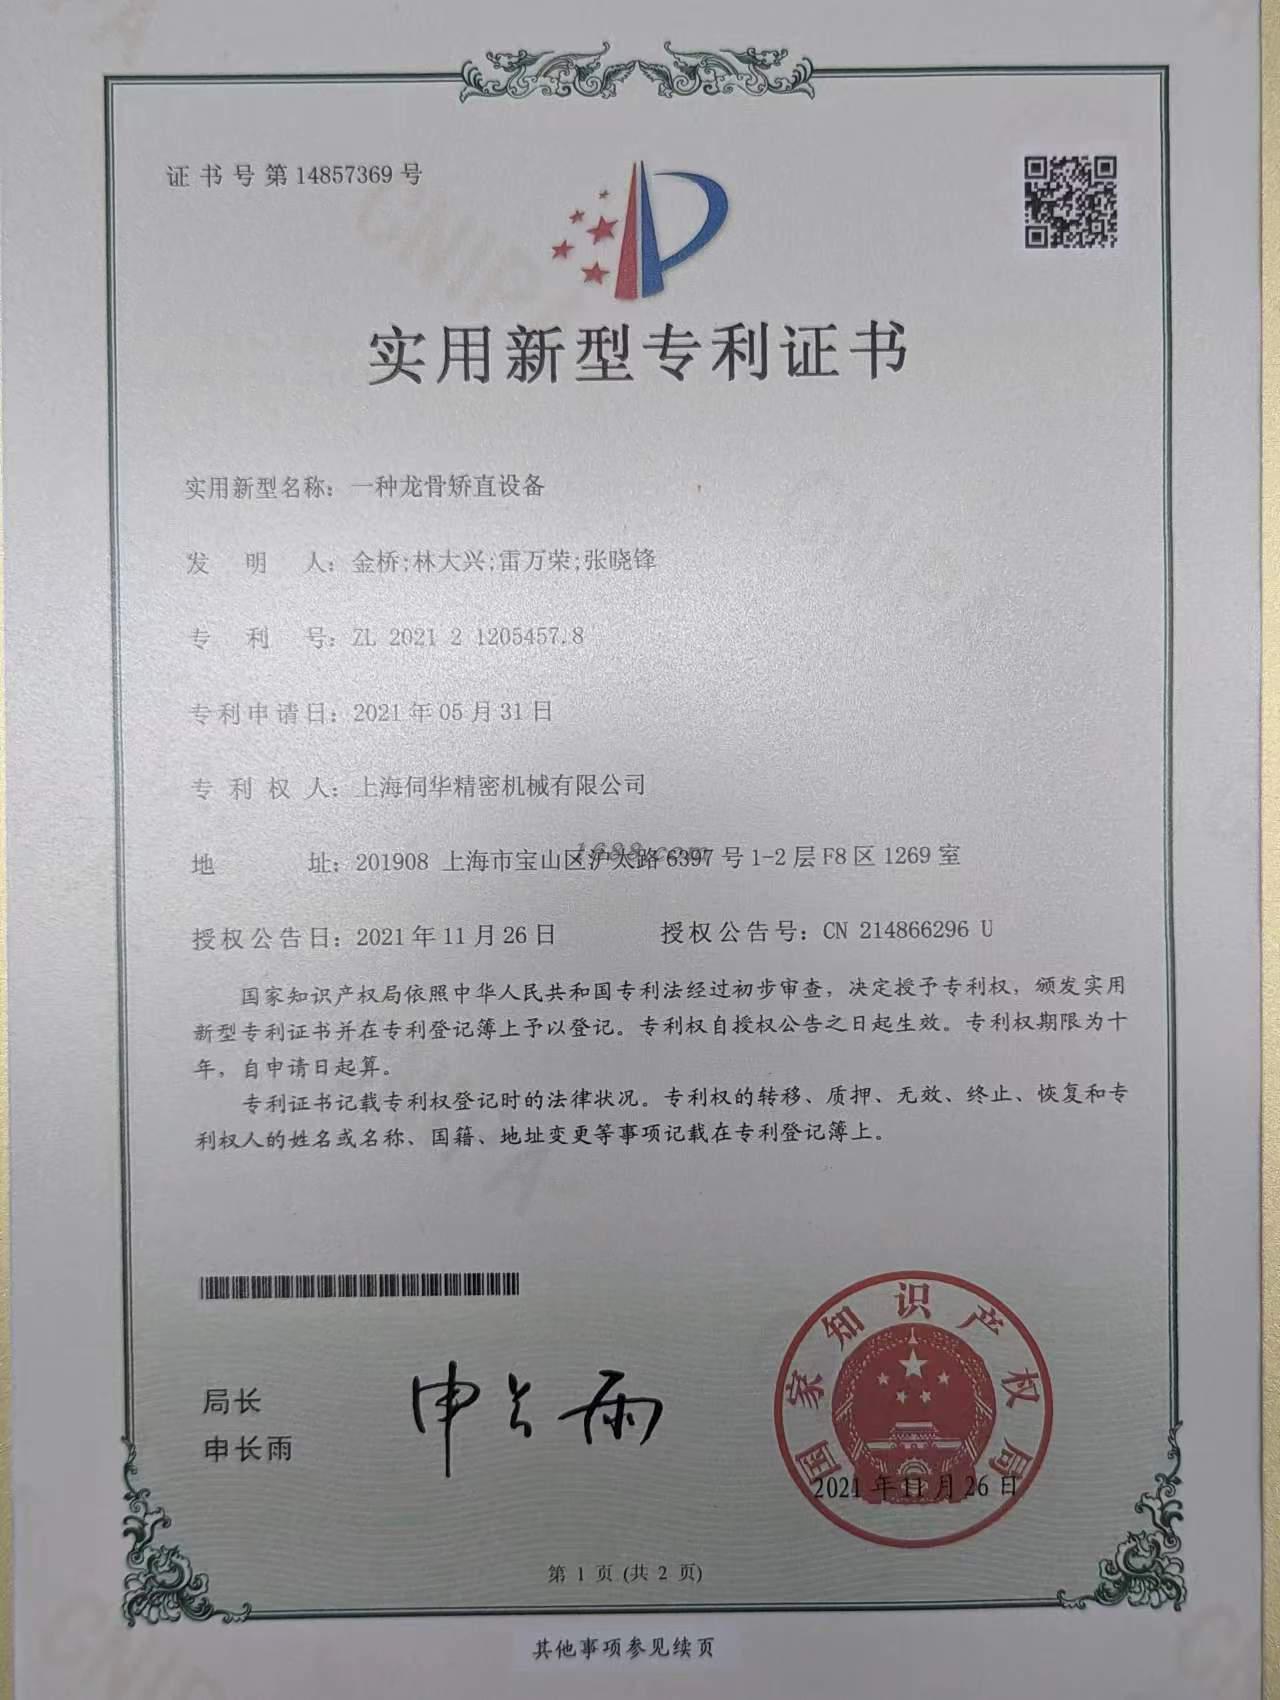 证书号第14857369号
实用新型专利证书
实用新型名称：一种龙骨矫直设备
发明人：金桥;林大兴;雷万荣;张晓锋
专利号：ZL 2021 2 1205457.8
专利申请日：2021年05月31日
专利权人：上海伺华精密机械有限公司
地址：201908 上海市宝山区沪太路6397号1-2层F8区1269室
1688.com
授权公告日：2021年11月26日 授权公告号：CN 214866296 U
国家知识产权局依照中华人民共和国专利法经过初步审查，决定授予专利权，颁发实用
新型专利证书并在专利登记簿上予以登记。专利权自授权公告之日起生效。专利权期限为十
年，自申请日起算。
专利证书记载专利权登记时的法律状况。专利权的转移、质押、无效、终止、恢复和专
利权人的姓名或名称、国籍、地址变更等事项记载在专利登记簿上。
局长
申长雨
申长雨
国家知识产权局
2021年11月26日
第 1 页 (共 2 页)
其他事项参见续页